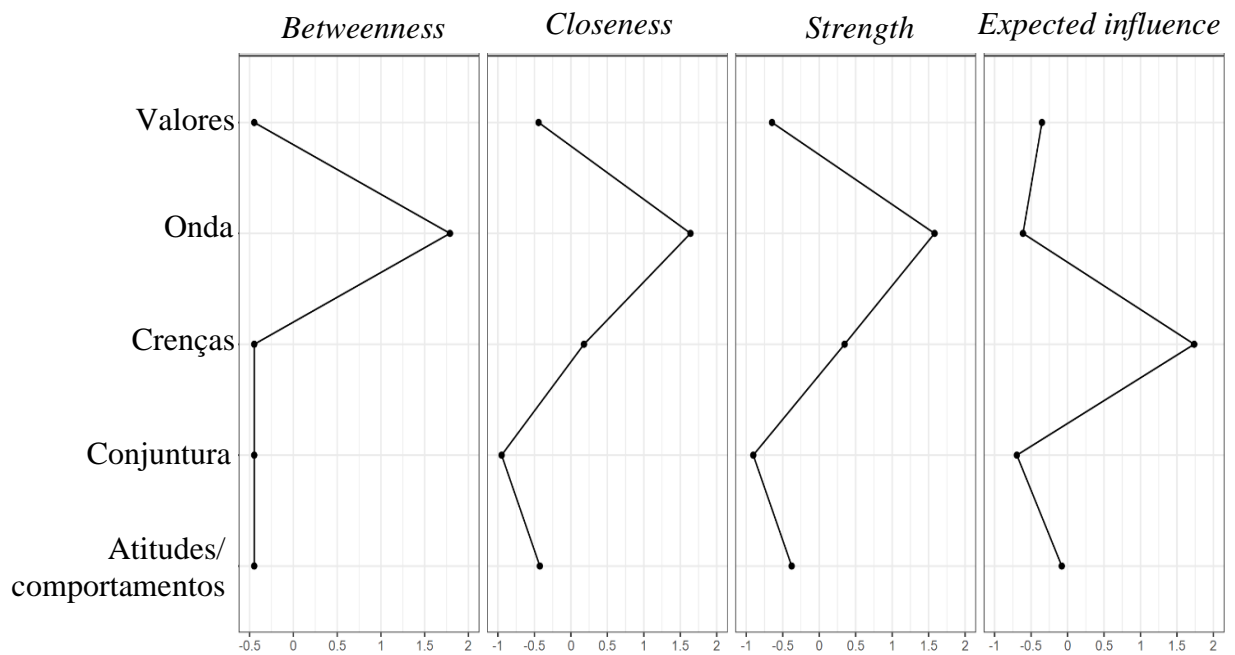 Betweenness Closeness Strength Expected influence
Valores
Onda
Crenças
Conjuntura
Atitudes/
comportamentos
-0.5 0 0.5 1 1.5 2 -1 -0.5 0 0.5 1 1.5 2 -1 -0.5 0 0.5 1 1.5 2 -1 -0.5 0 0.5 1 1.5 2